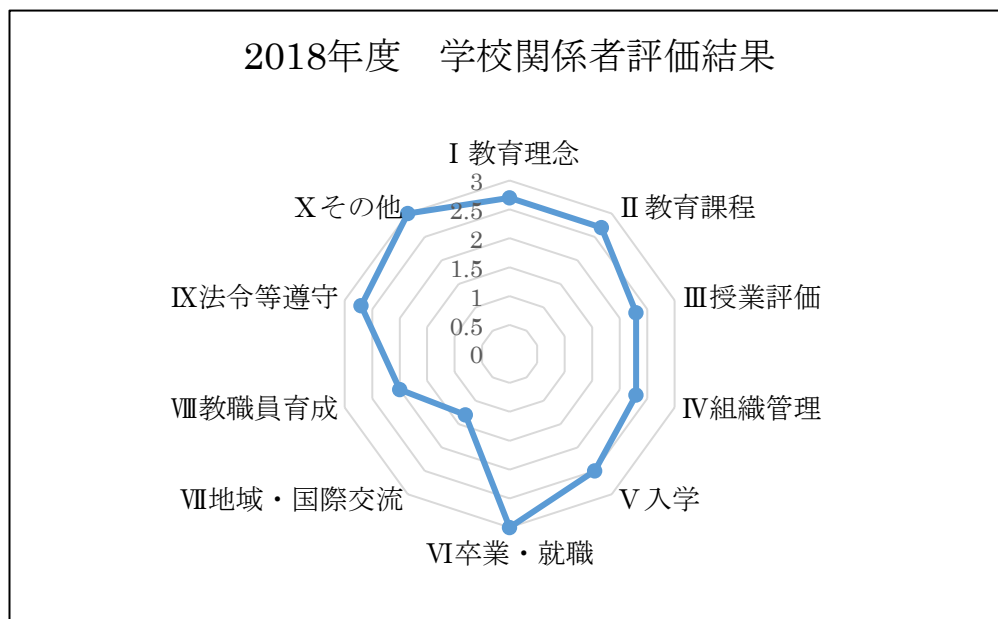 2018年度　学校関係者評価結果
Ⅰ 教育理念
Ⅱ 教育課程
Ⅲ授業評価
Ⅳ組織管理
Ⅴ入学
Ⅵ卒業・就職
Ⅶ地域・国際交流
Ⅷ教職員育成
Ⅸ法令等遵守
Ⅹその他
3
2.5
2
1.5
1
0.5
0